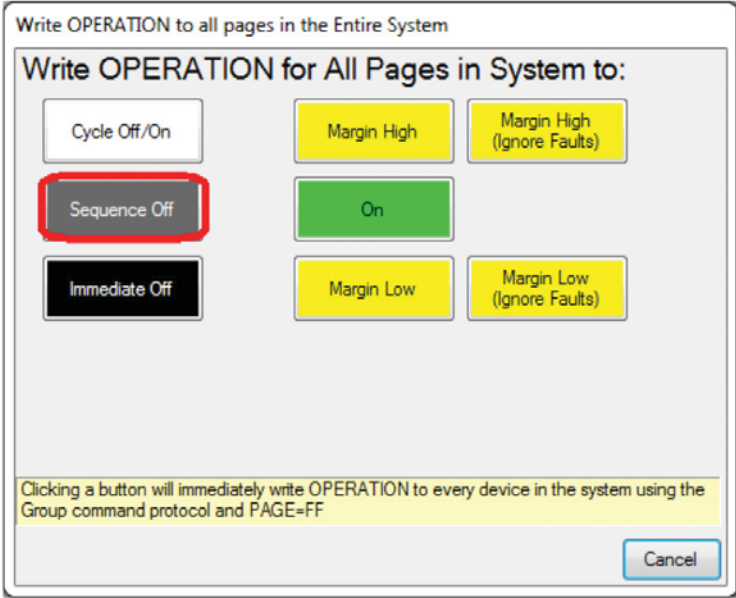 Write OPERATION to all pages in the Entire System
Write OPERATION for All Pages in System to:
Cycle Off/On
Margin High
Margin High
(Ignore Faults)
Sequence Off
On
Immediate Off
Margin Low
Margin Low
(Ignore Faults)
Clicking a button will immediately write OPERATION to every device in the system using the
Group command protocol and PAGE=FF
Cancel